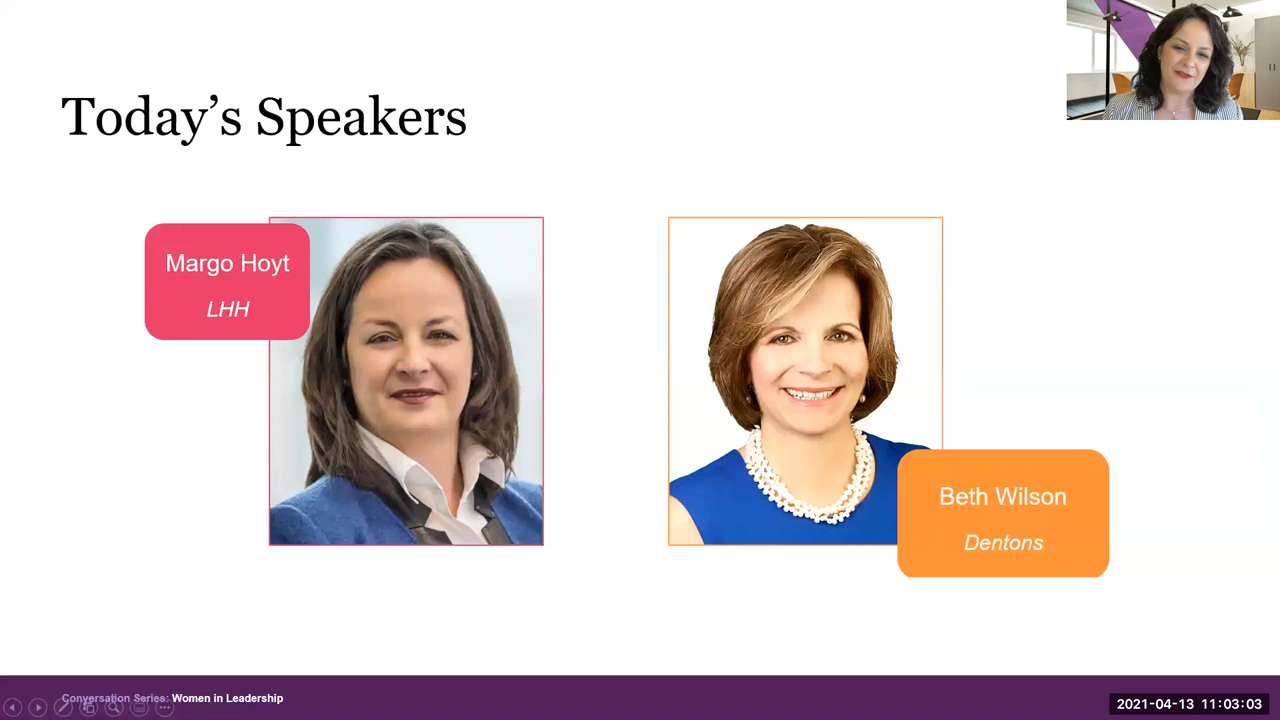 Today’s Speakers
Margo Hoyt
LHH
Beth Wilson
Dentons
Conversation Series: Women in Leadership
2021-04-13 11:03:03